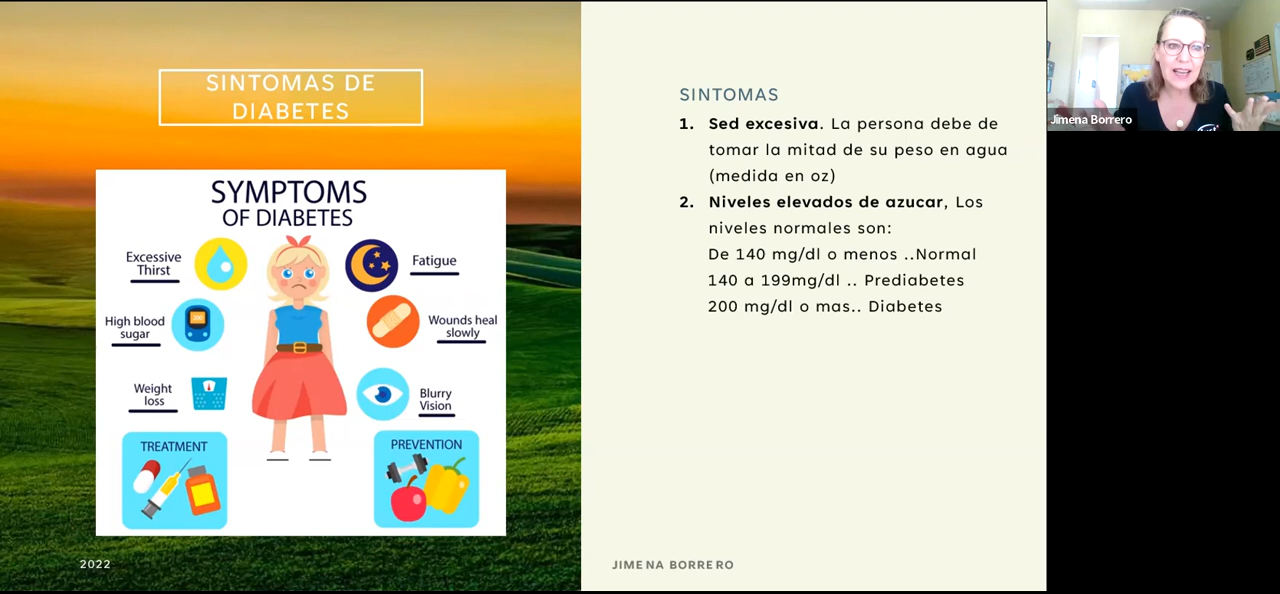 SINTOMAS DE
DIABETES
SYMPTOMS
OF DIABETES
Excessive
Thirst
Fatigue
High blood
sugar
Wounds heal
slowly
Weight
loss
Blurry
Vision
TREATMENT
PREVENTION
2022
SINTOMAS
1. Sed excesiva. La persona debe de
tomar la mitad de su peso en agua
(medida en oz)
2. Niveles elevados de azucar, Los
niveles normales son:
De 140 mg/dl o menos ..Normal
140 a 199mg/dl .. Prediabetes
200 mg/dl o mas.. Diabetes
JIMENA BORRERO
Jimena Borrero